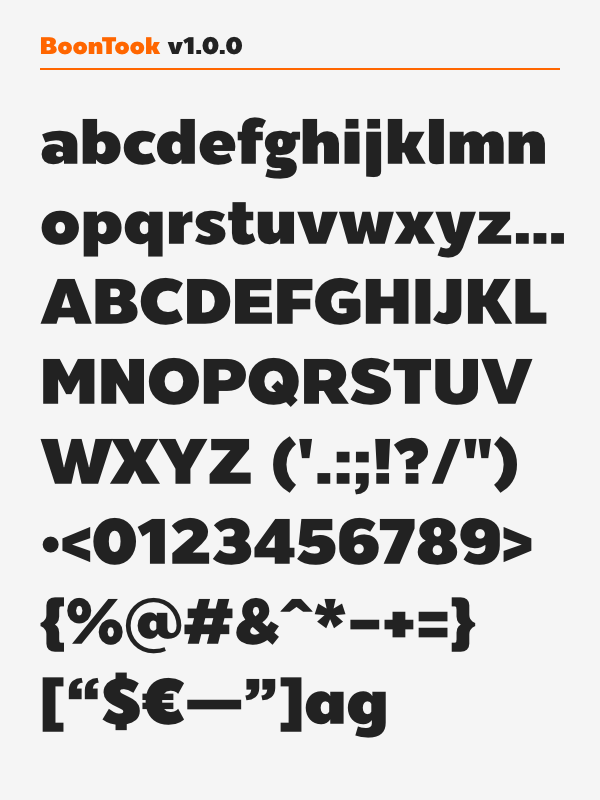 BoonTook v1.0.0
abcdefghijklmn
opqrstuvwxyz...
ABCDEFGHIJKL
MNOPQRSTUV
WXYZ ('.:;!?/")
•<0123456789>
{%@#&^*–+=}
[“$€—”]ag